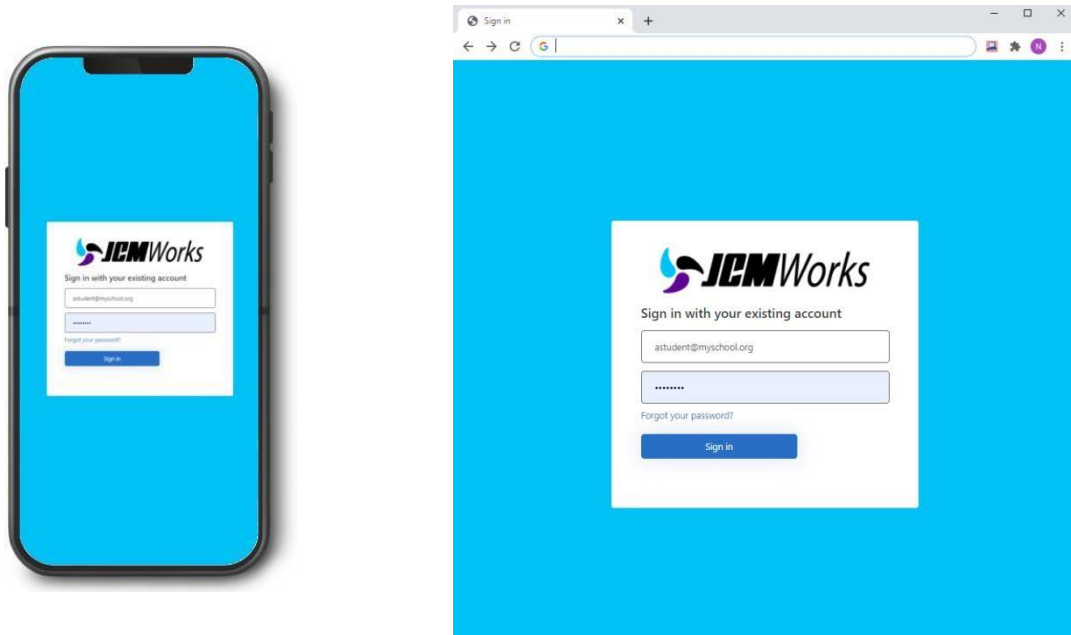 JCMWorks
Sign in with your existing account
astudent@myschool.org
••••••••
Forgot your password?
Sign in
Sign in
G
N
JCMWorks
Sign in with your existing account
astudent@myschool.org
••••••••
Forgot your password?
Sign in